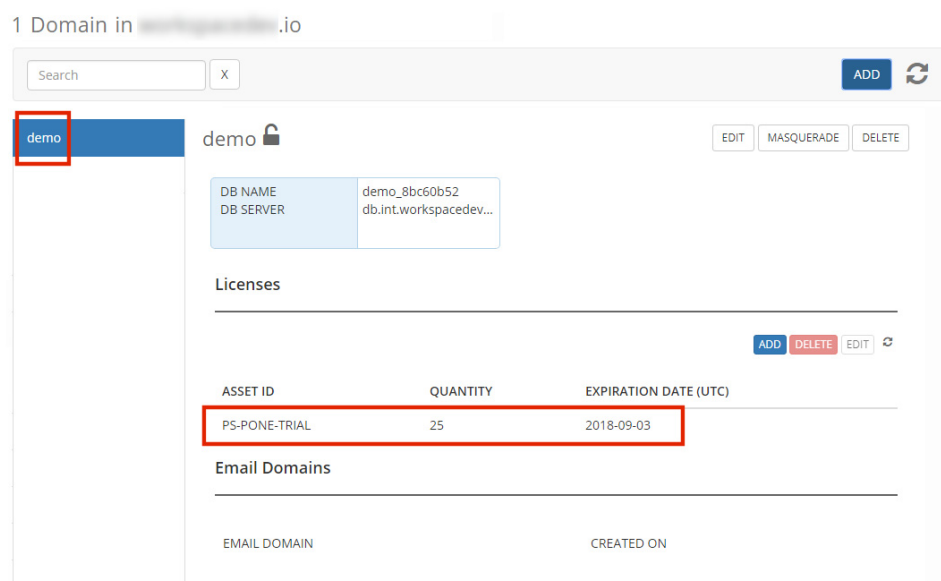 1 Domain in .io
Search
X
ADD
demo
demo
EDIT
MASQUERADE
DELETE
DB NAME demo_8bc60b52
DB SERVER db.int.workspacedev...
Licenses
ADD
DELETE
EDIT
ASSET ID QUANTITY EXPIRATION DATE (UTC)
PS-PONE-TRIAL 25 2018-09-03
Email Domains
EMAIL DOMAIN CREATED ON